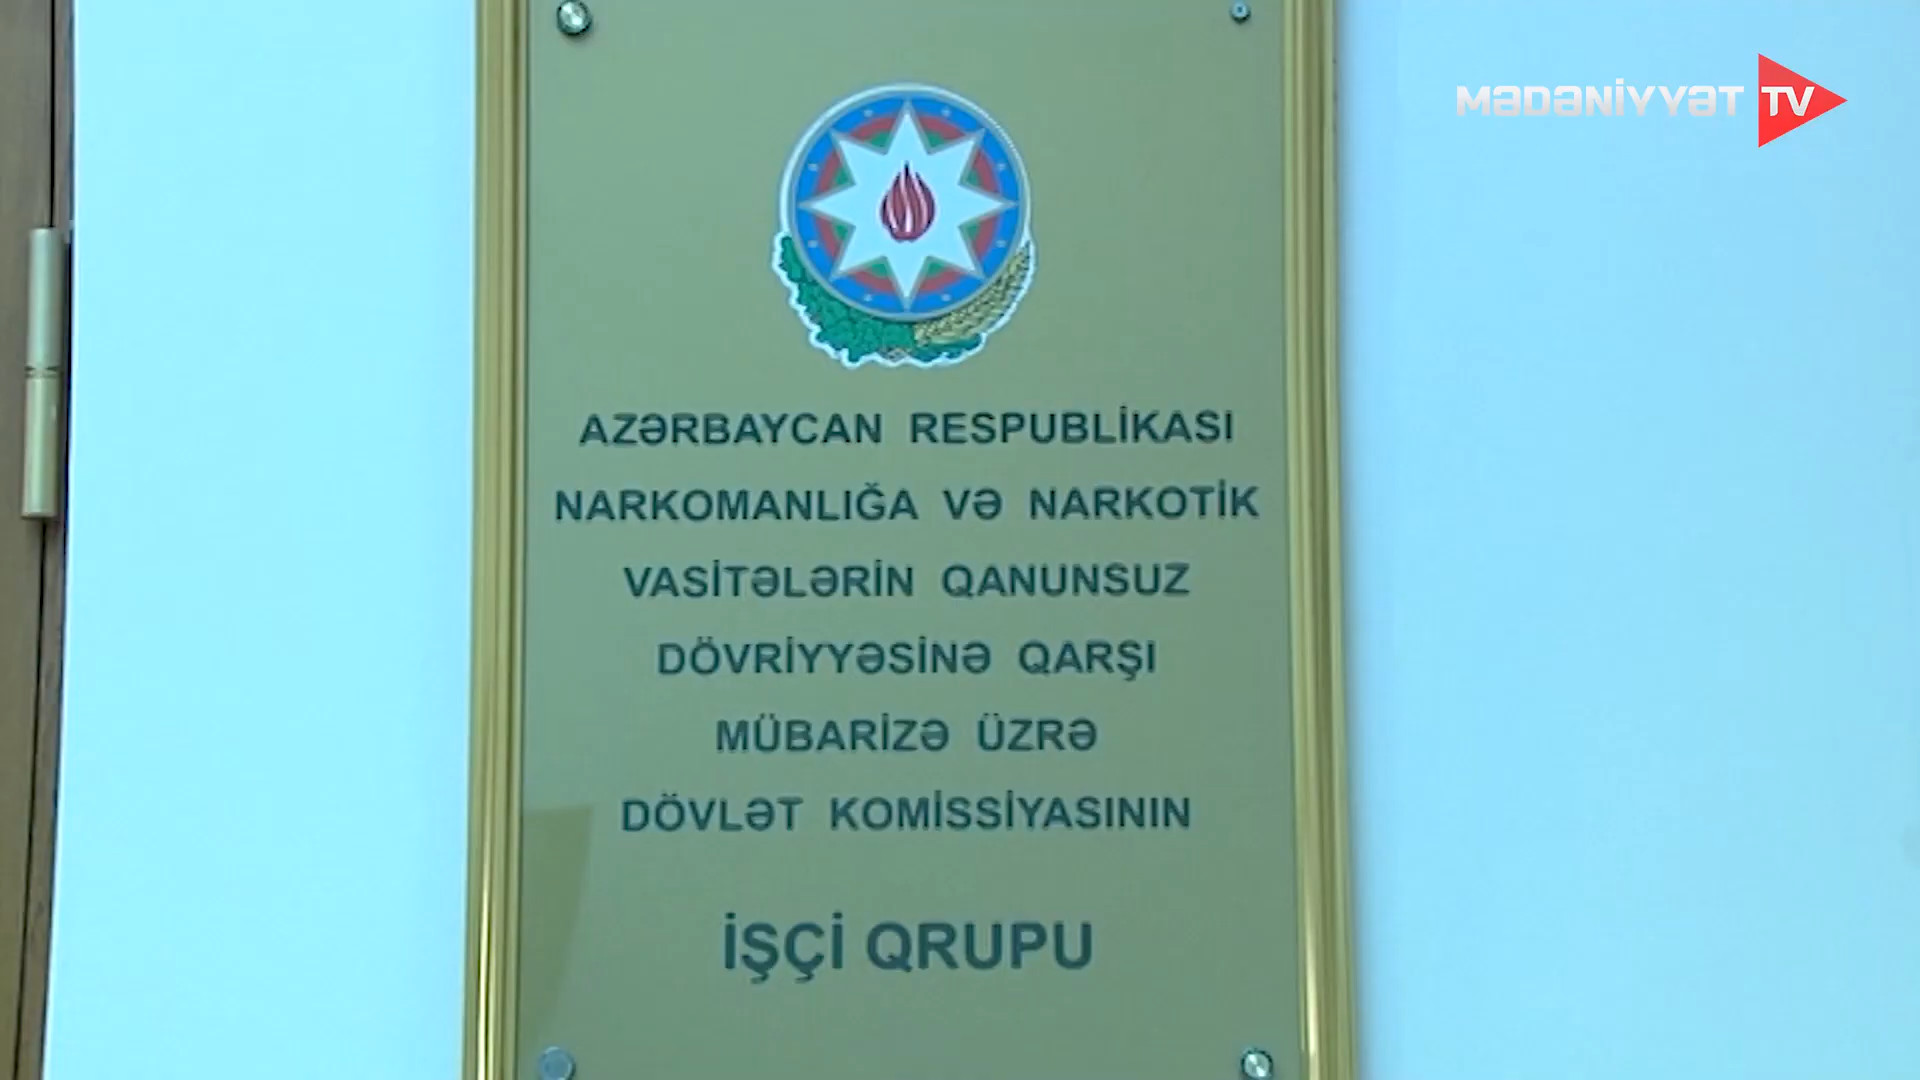 MƏDƏNİYYƏT TV
AZƏRBAYCAN RESPUBLİKASI
NARKOMANLIĞA VƏ NARKOTİK
VASİTƏLƏRİN QANUNSUZ
DÖVRİYYƏSİNƏ QARŞI
MÜBARİZƏ ÜZRƏ
DÖVLƏT KOMİSSİYASININ
İŞÇİ QRUPU